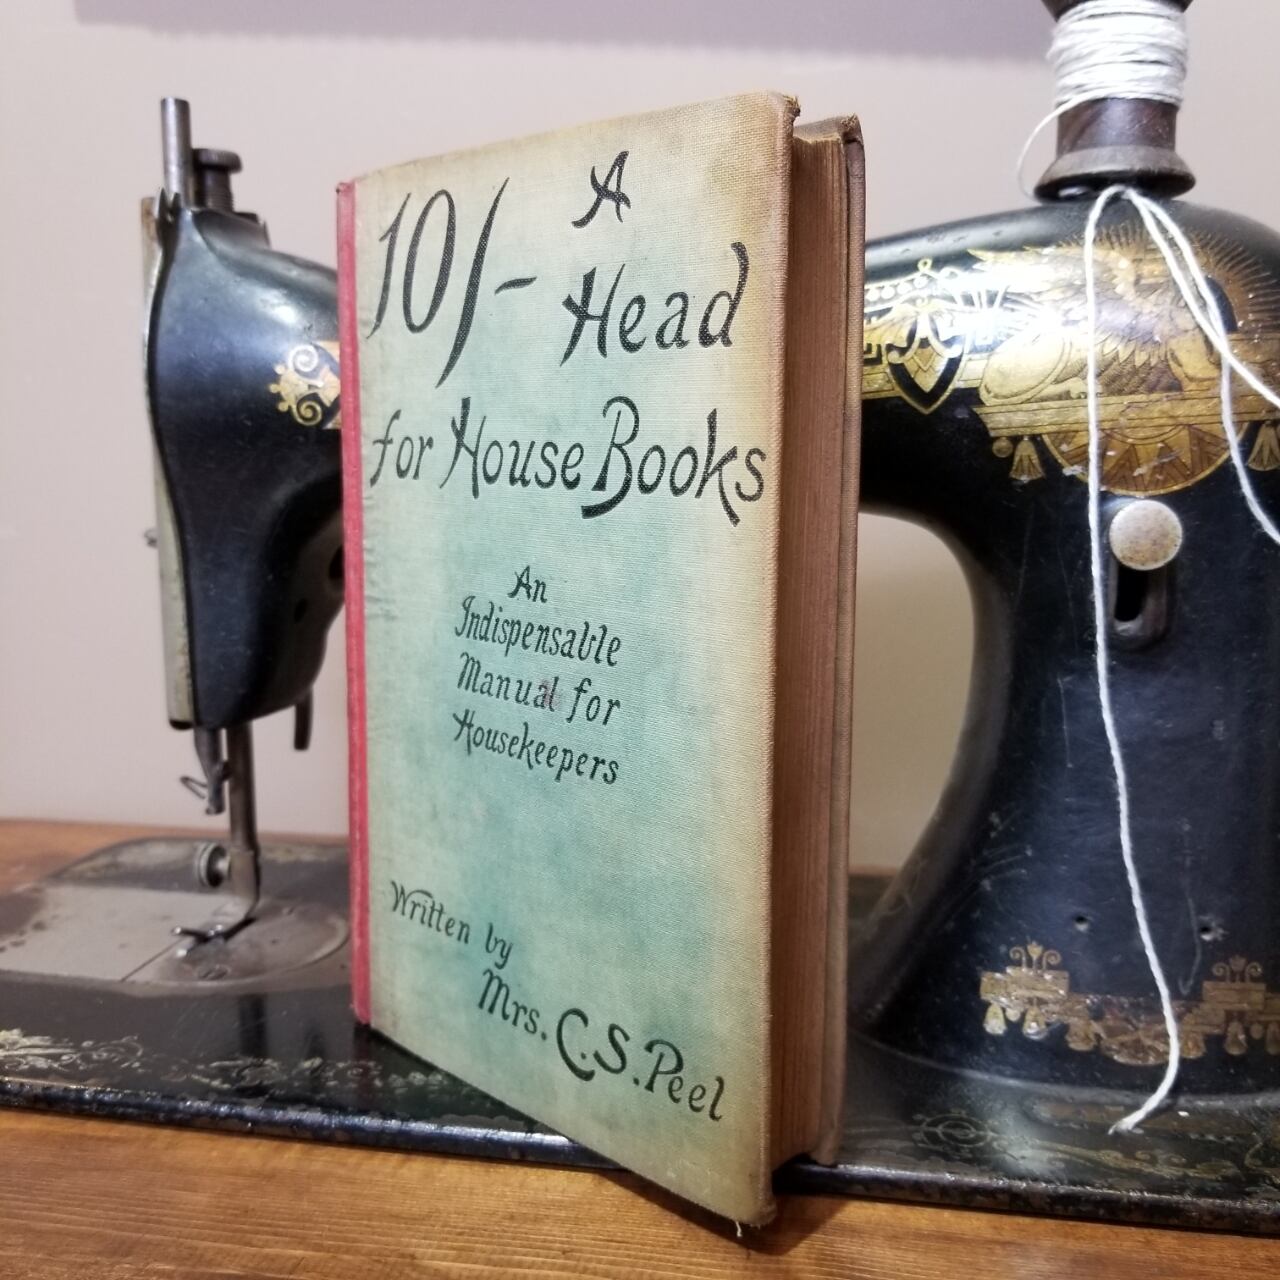 10/- A
Head
for House Books
An
Indispensable
Manual for
Housekeepers
Written by
Mrs. C.S. Peel